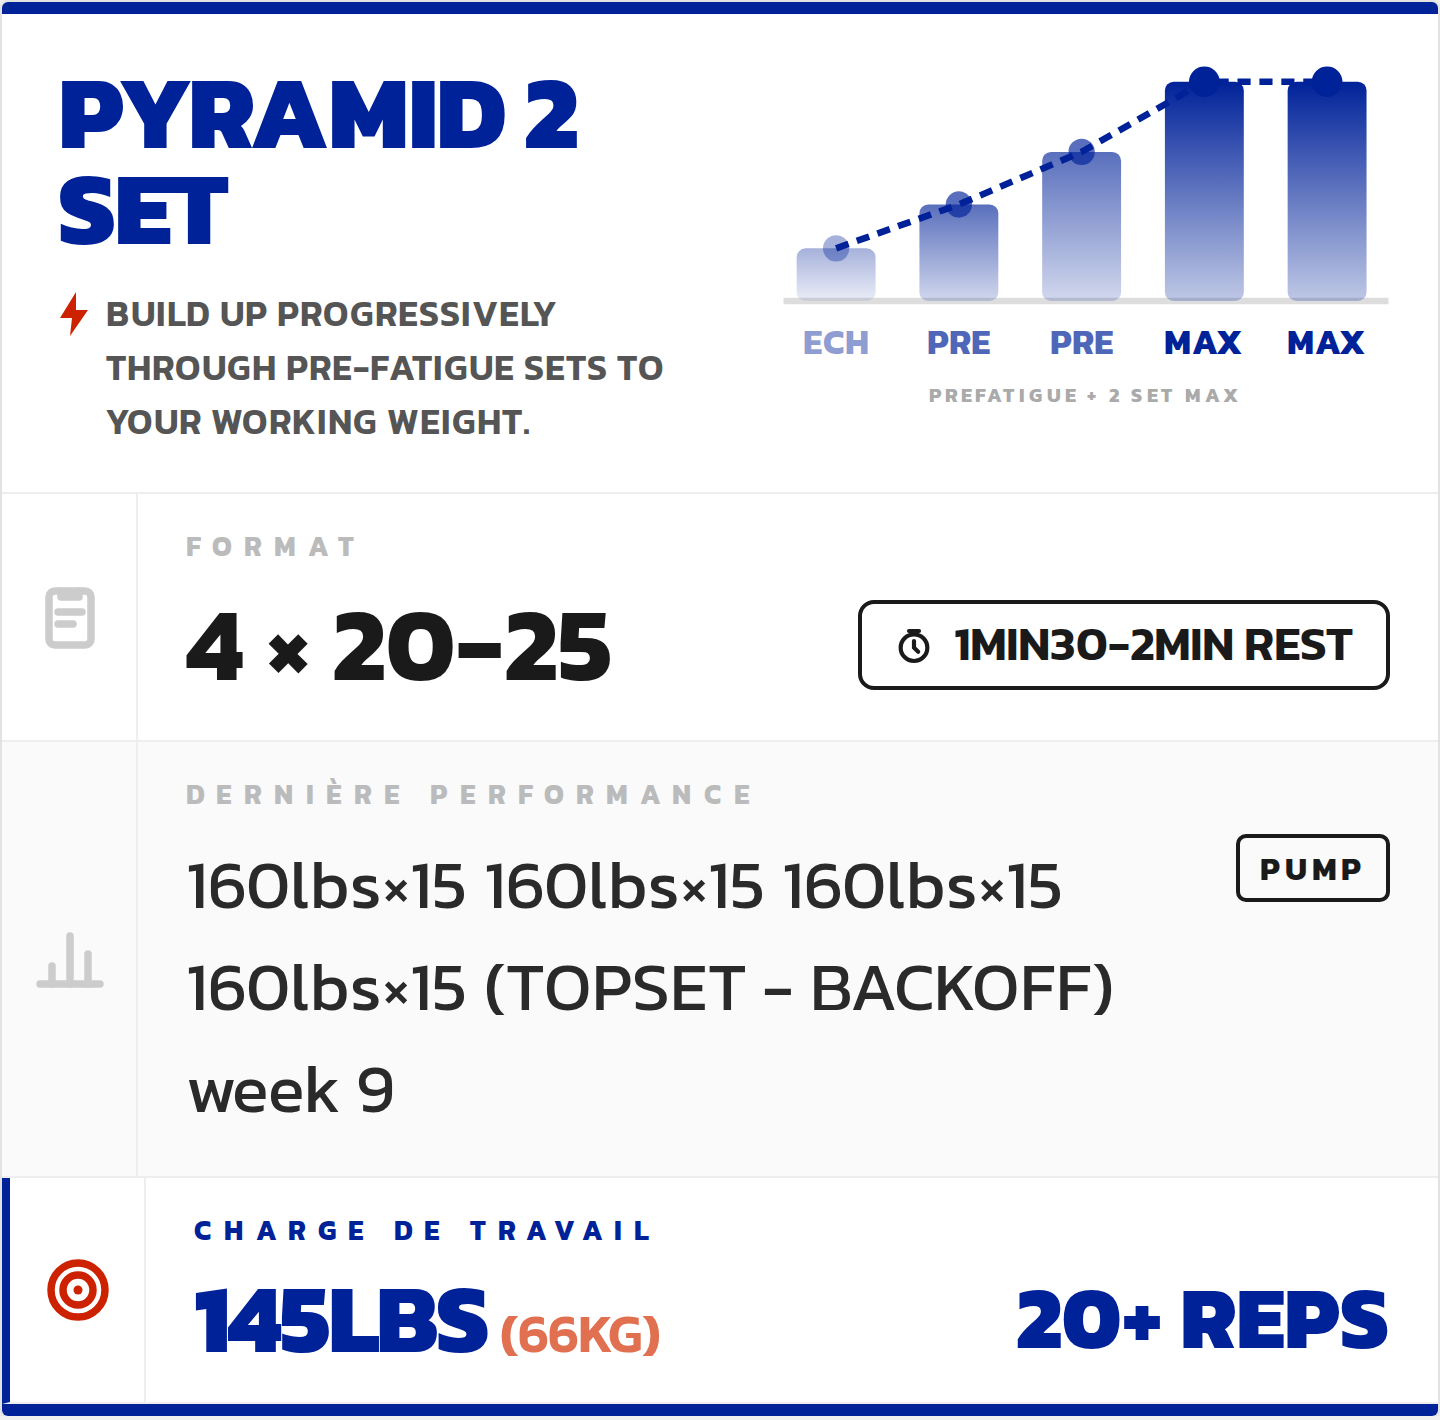 PYRAMID 2
SET
BUILD UP PROGRESSIVELY
THROUGH PRE-FATIGUE SETS TO
YOUR WORKING WEIGHT.
ECH PRE PRE MAX MAX
PREFATIGUE + 2 SET MAX
FORMAT
4 × 20-25
1MIN30-2MIN REST
DERNIÈRE PERFORMANCE
160lbs×15 160lbs×15 160lbs×15
PUMP
160lbs×15 (TOPSET - BACKOFF)
week 9
CHARGE DE TRAVAIL
145LBS (66KG)
20+ REPS